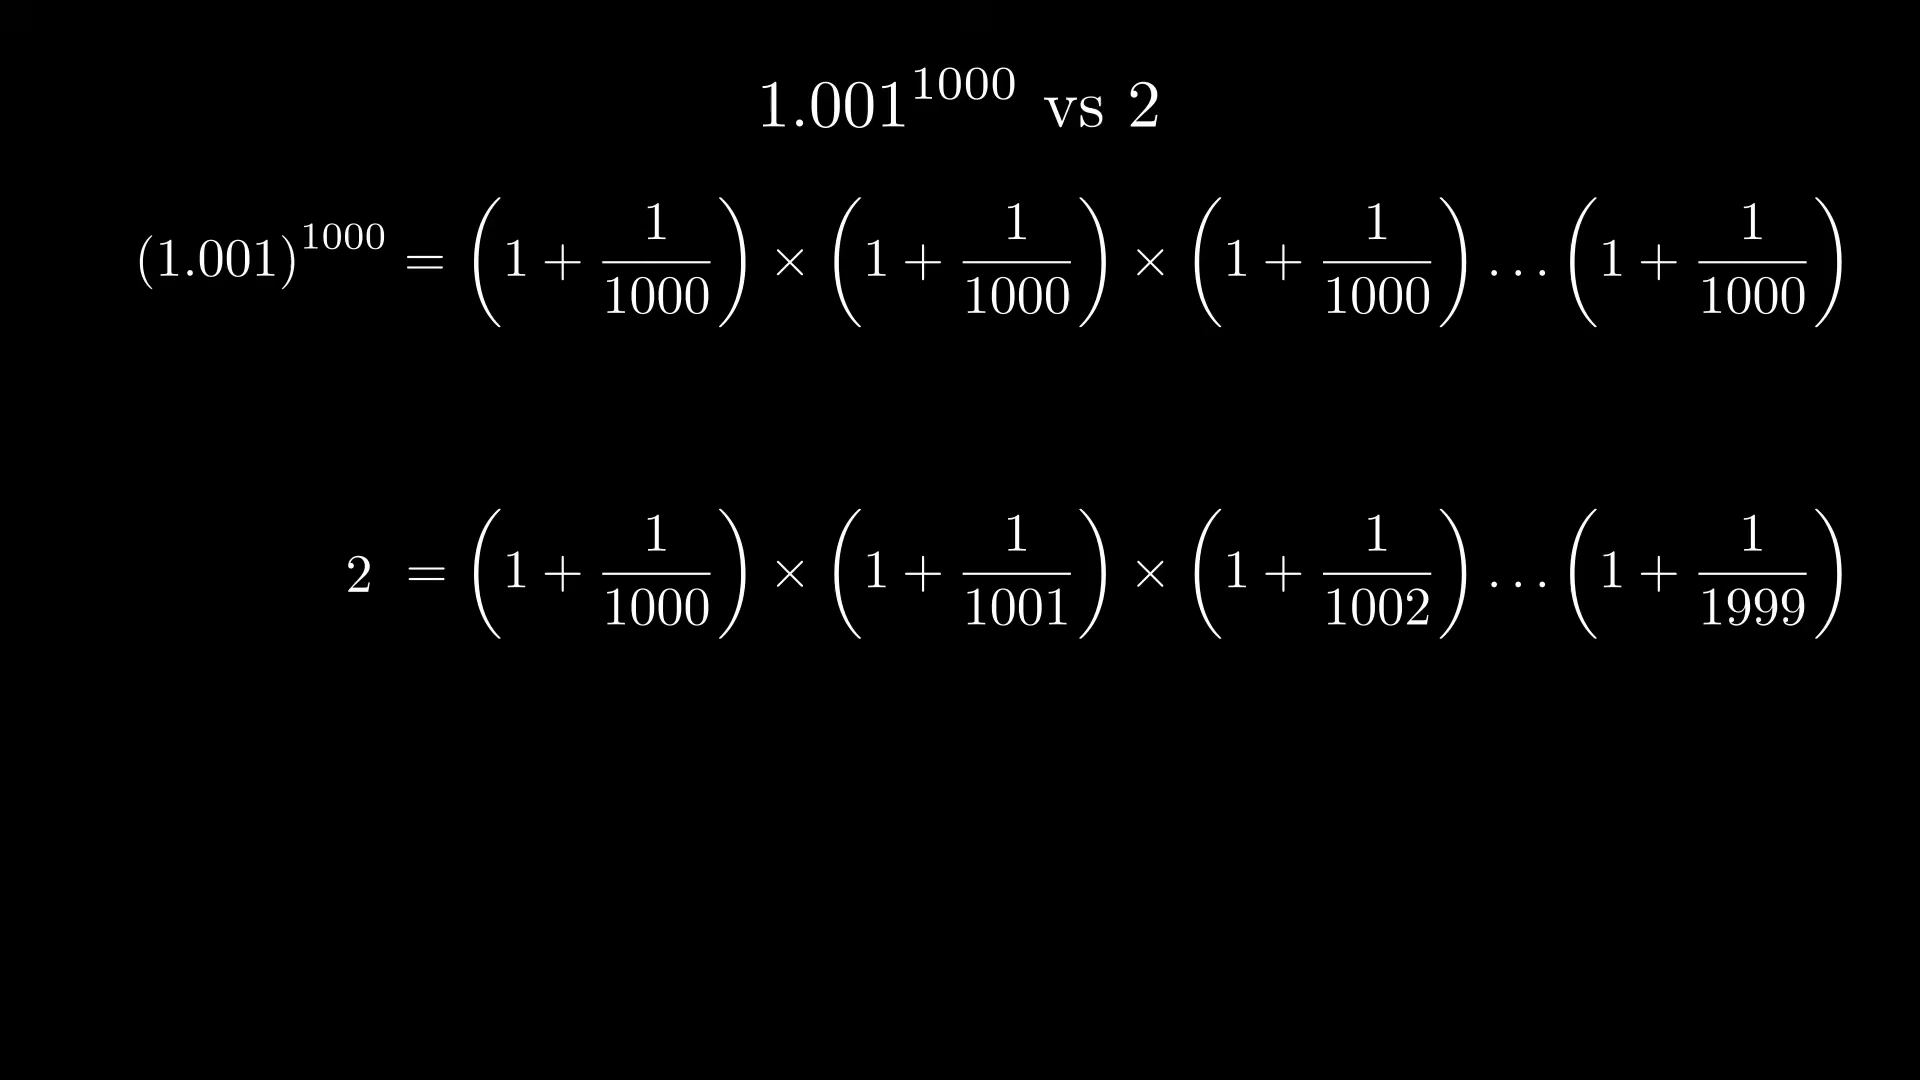 1.001^1000 vs 2
(1.001)^1000 = (1 + 1/1000) × (1 + 1/1000) × (1 + 1/1000) ... (1 + 1/1000)
2 = (1 + 1/1000) × (1 + 1/1001) × (1 + 1/1002) ... (1 + 1/1999)